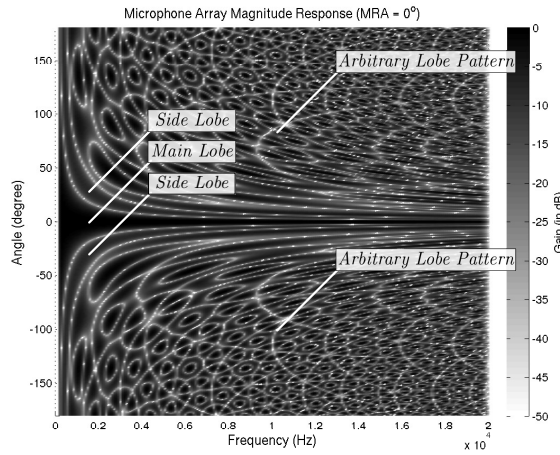 Microphone Array Magnitude Response (MRA = 0°)
Arbitrary Lobe Pattern
Side Lobe
Main Lobe
Side Lobe
Arbitrary Lobe Pattern
Angle (degree)
150
100
50
0
-50
-100
-150
0 0.2 0.4 0.6 0.8 1 1.2 1.4 1.6 1.8 2
x 10⁴
Frequency (Hz)
0
-5
-10
-15
-20
-25
-30
-35
-40
-45
-50
Gain (in dB)